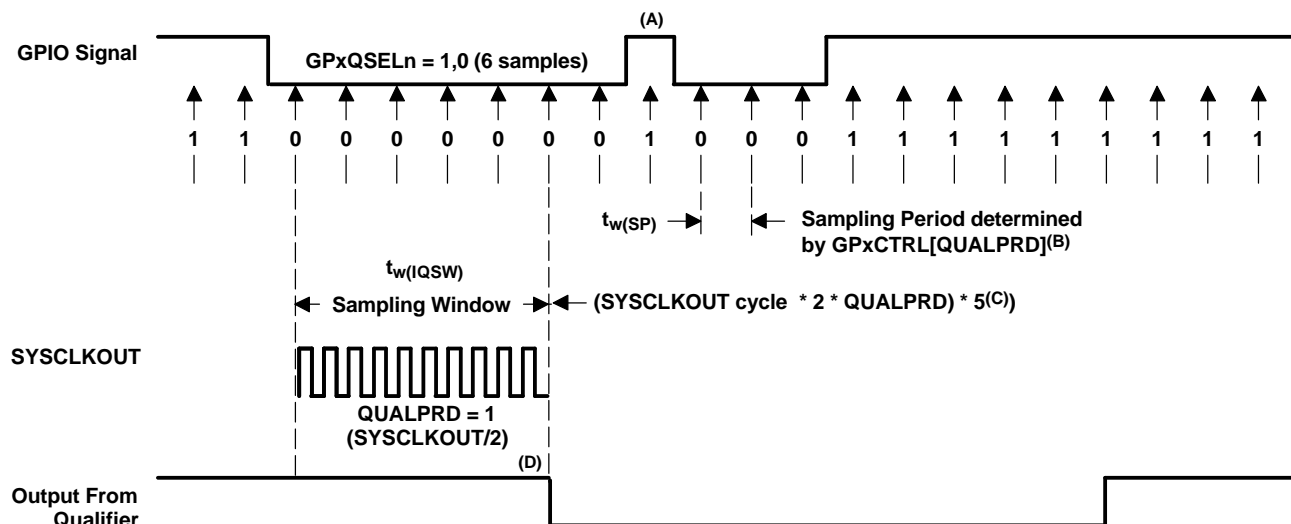 (A)
GPIO Signal
GPxQSELn = 1,0 (6 samples)
1 1 0 0 0 0 0 0 0 1 0 0 0 1 1 1 1 1 1 1 1 1
tw(SP)
Sampling Period determined
by GPxCTRL[QUALPRD](B)
tw(IQSW)
Sampling Window
(SYSCLKOUT cycle * 2 * QUALPRD) * 5(C))
SYSCLKOUT
QUALPRD = 1
(SYSCLKOUT/2)
(D)
Output From
Qualifier